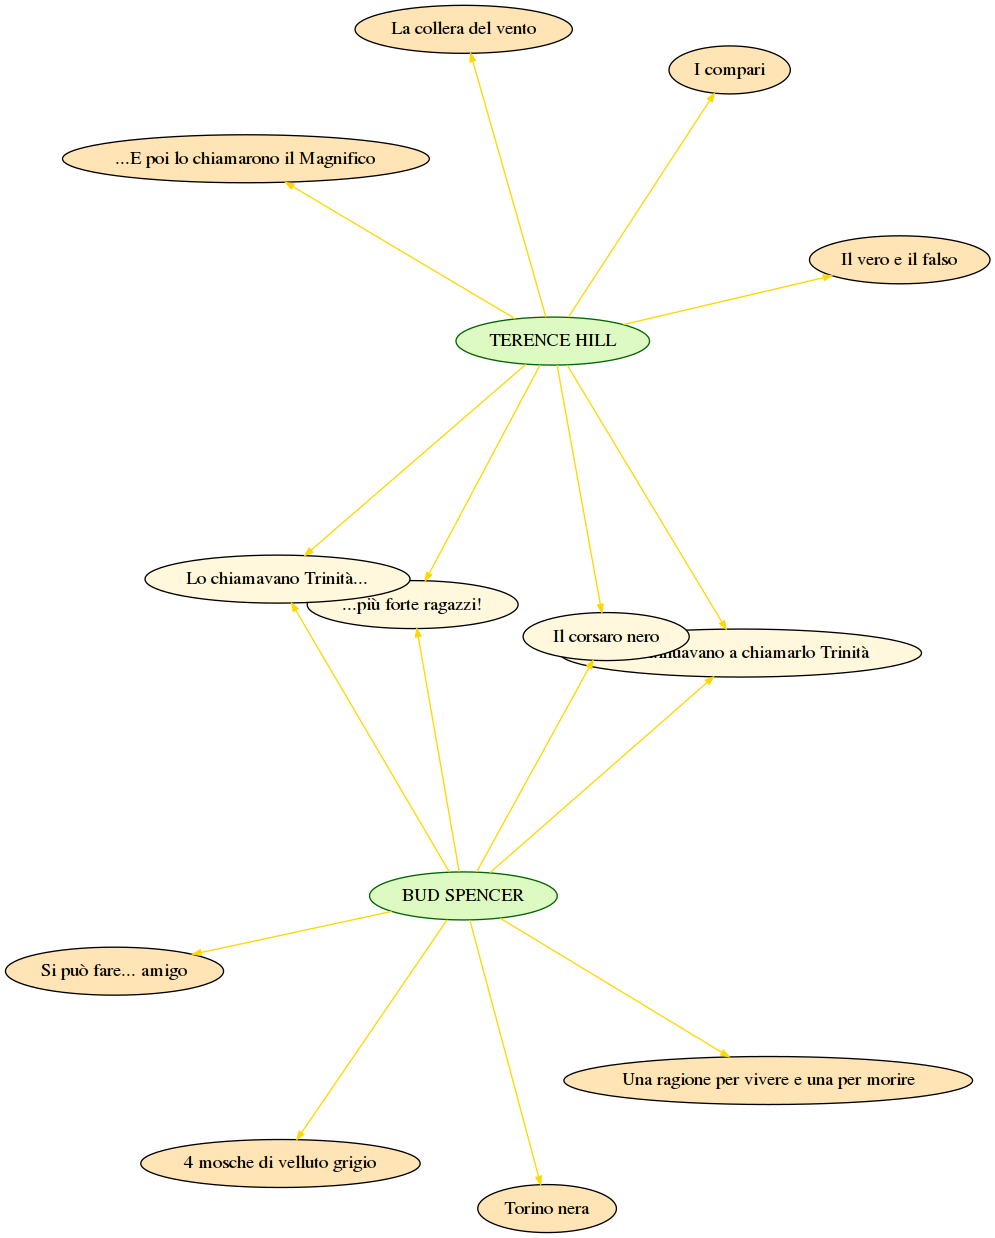 La collera del vento
I compari
...E poi lo chiamarono il Magnifico
Il vero e il falso
TERENCE HILL
Lo chiamavano Trinità...
...più forte ragazzi!
Il corsaro nero
a chiamarlo Trinità
BUD SPENCER
Si può fare... amigo
Una ragione per vivere e una per morire
4 mosche di velluto grigio
Torino nera